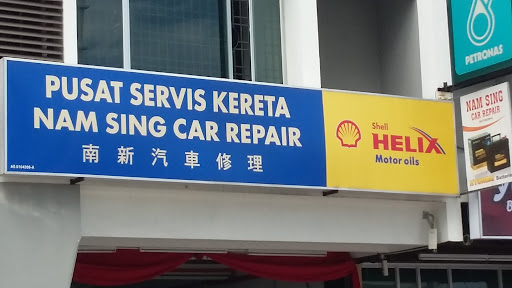 PUSAT SERVIS KERETA
NAM SING CAR REPAIR
南新汽車修理
Shell
HELIX
Motor oils
PETRONAS
NAM SING
CAR REPAIR